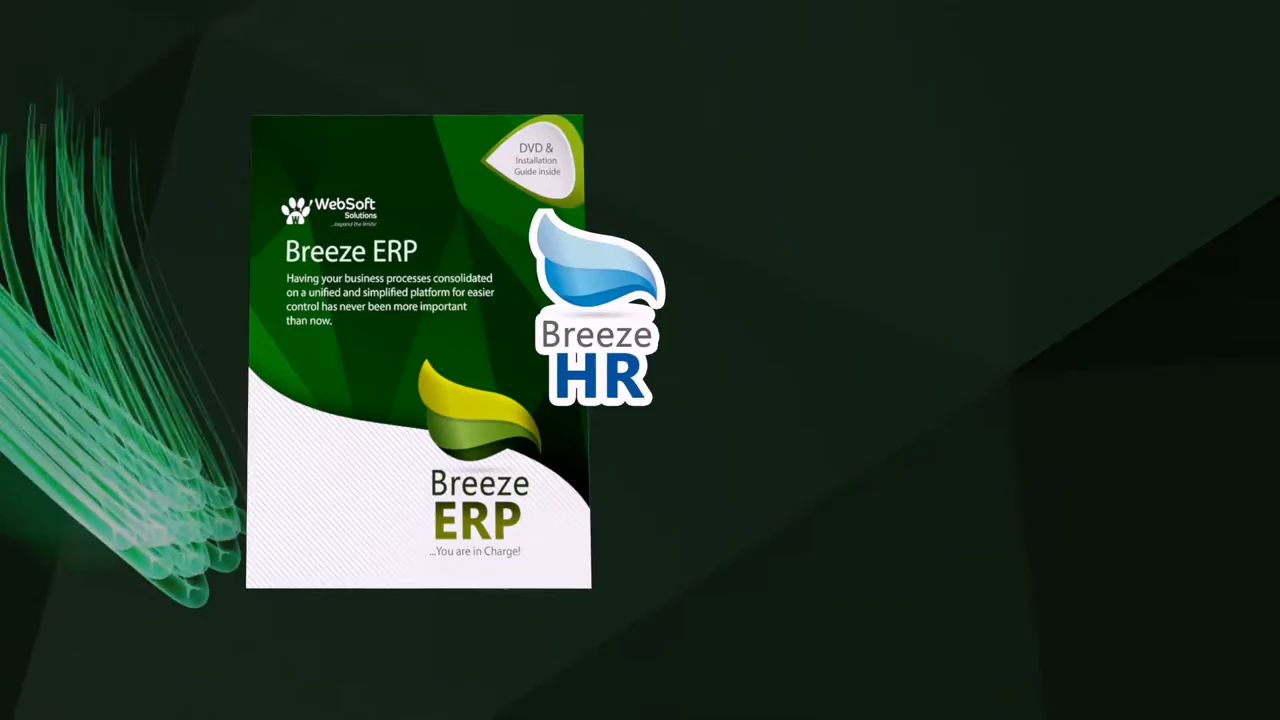 DVD &
Installation
Guide inside
WebSoft
Solutions
...beyond the limits!
Breeze ERP
Having your business processes consolidated
on a unified and simplified platform for easier
control has never been more important
than now.
Breeze
HR
Breeze
ERP
...You are in Charge!